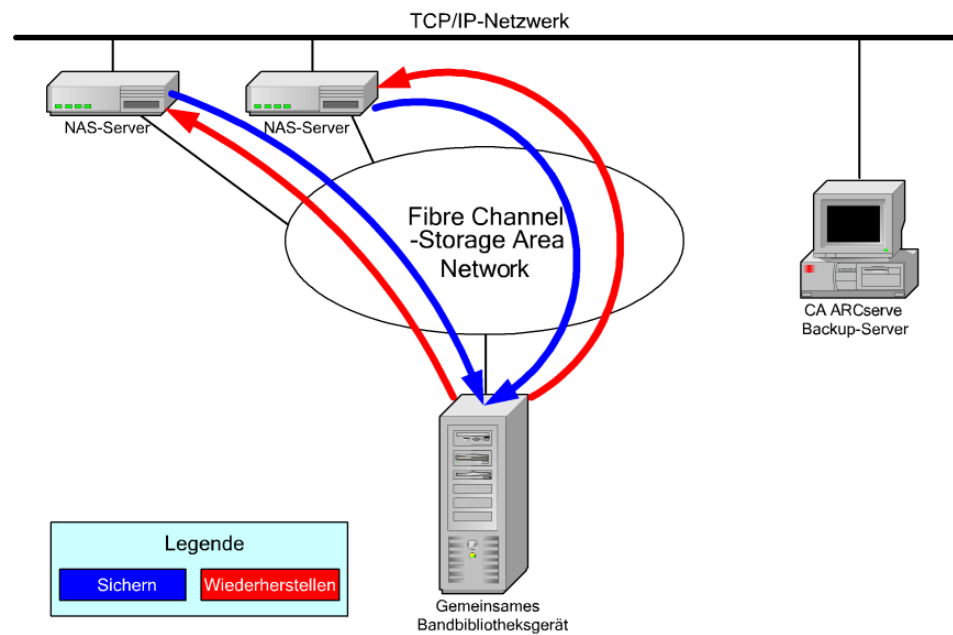 TCP/IP-Netzwerk
NAS-Server
NAS-Server
Fibre Channel
-Storage Area
Network
CA ARCserve
Backup-Server
Legende
Sichern
Wiederherstellen
Gemeinsames
Bandbibliotheksgerät